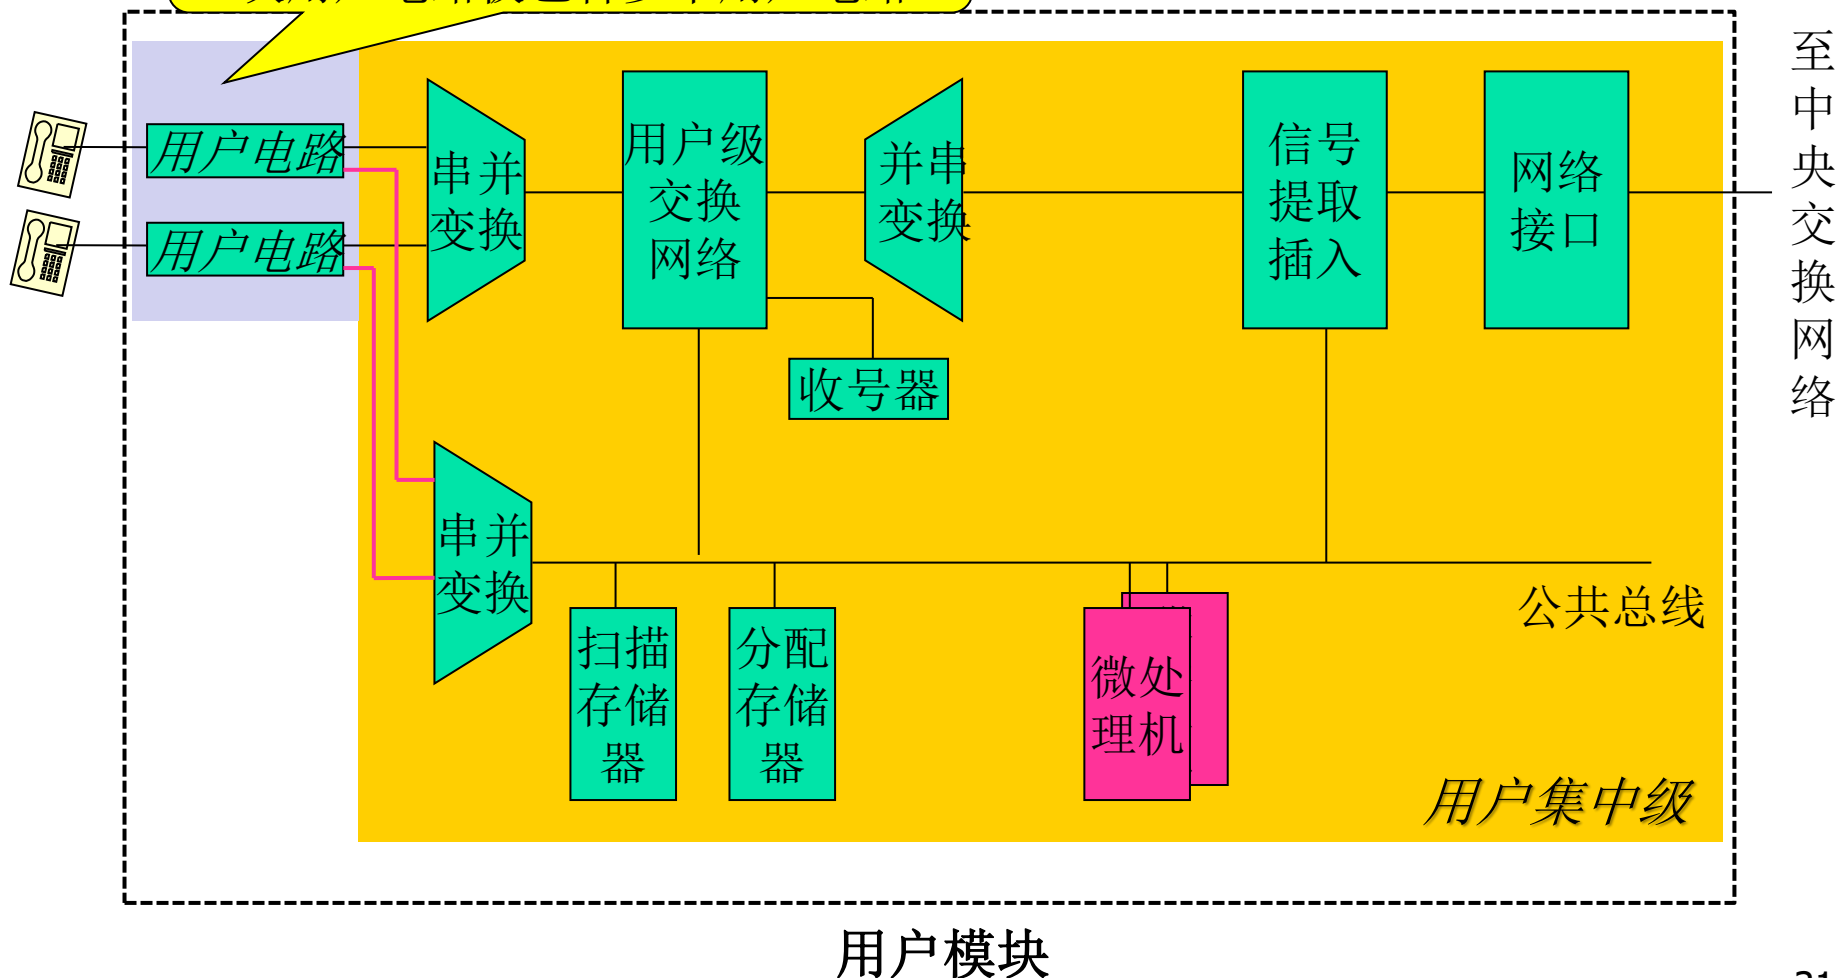 用户电路
用户电路
串并
变换
用户级
交换
网络
并串
变换
信号
提取
插入
网络
接口
至
中
央
交
换
网
络
收号器
串并
变换
扫描
存储
器
分配
存储
器
微处
理机
公共总线
用户集中级
用户模块